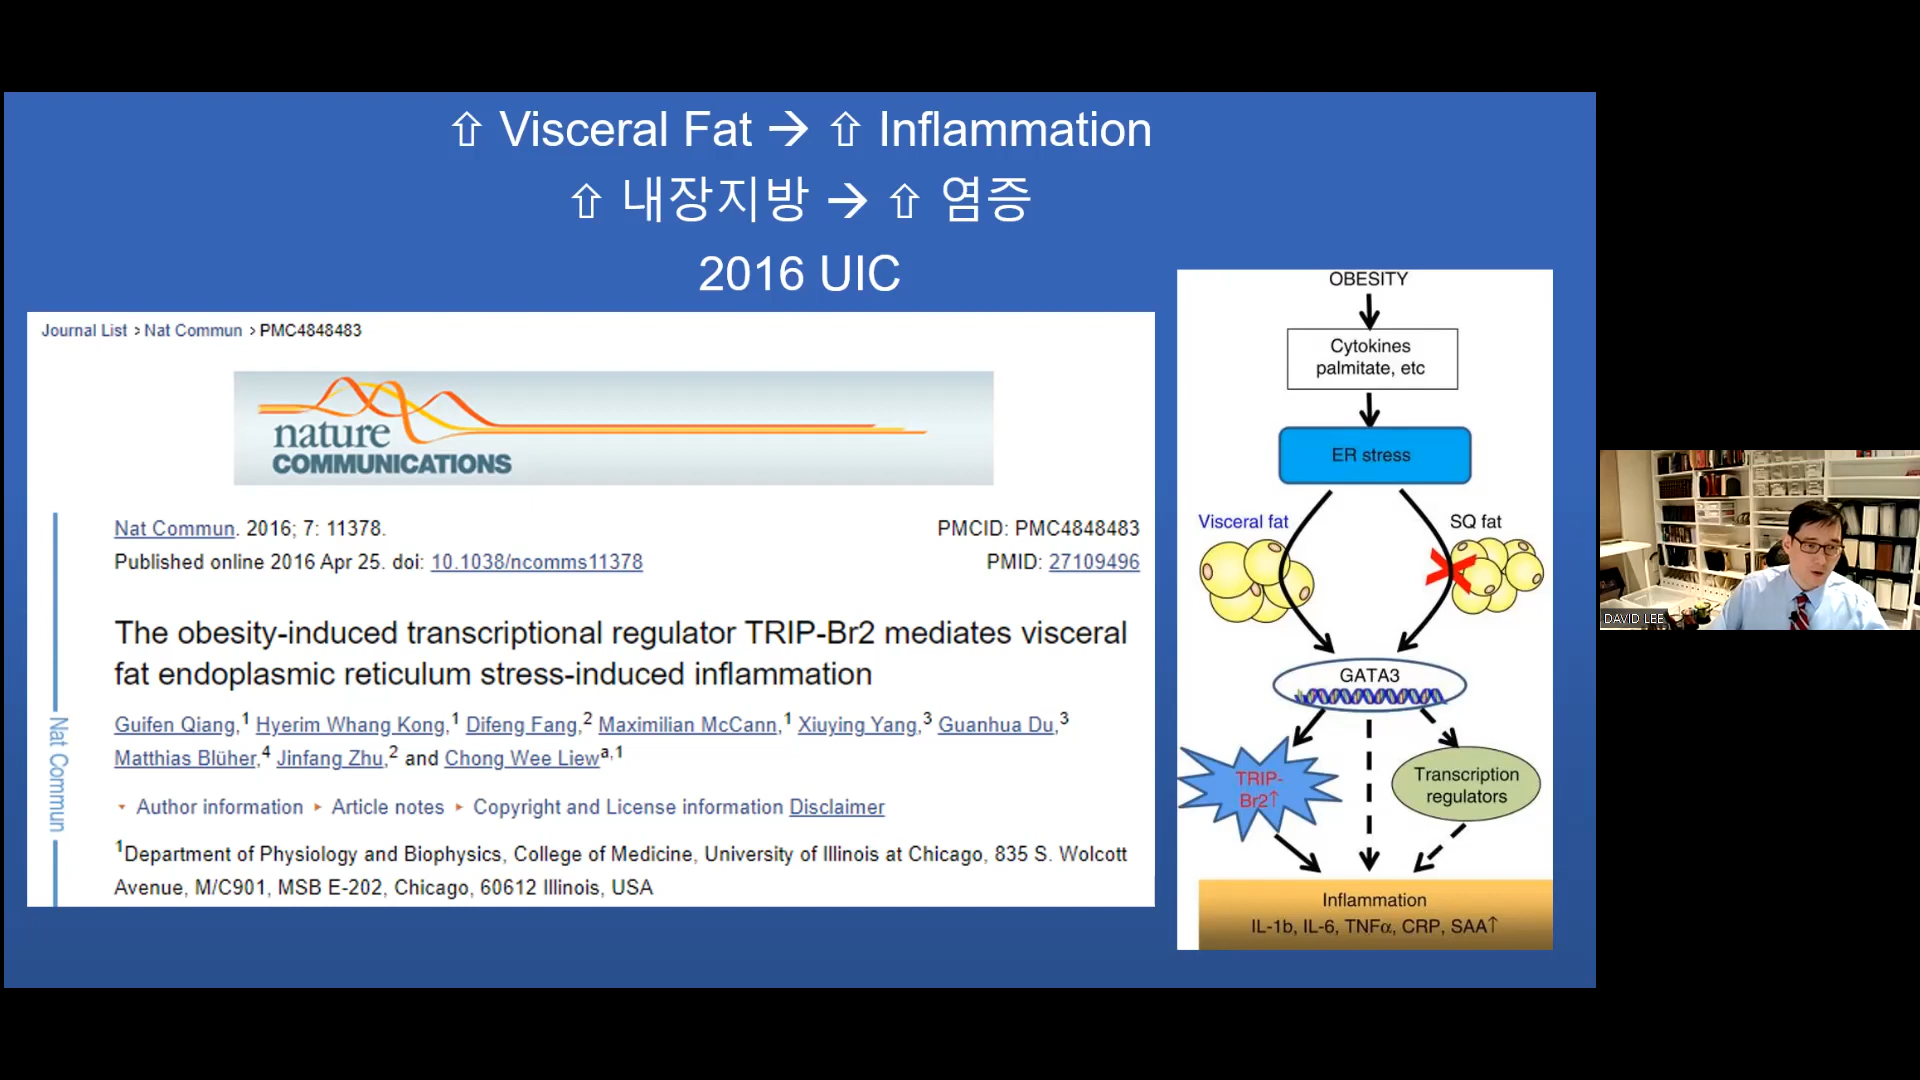 ⇧ Visceral Fat → ⇧ Inflammation
⇧ 내장지방 → ⇧ 염증
2016 UIC
Journal List > Nat Commun > PMC4848483
nature
COMMUNICATIONS
Nat Commun. 2016; 7: 11378.
PMCID: PMC4848483
Published online 2016 Apr 25. doi: 10.1038/ncomms11378
PMID: 27109496
The obesity-induced transcriptional regulator TRIP-Br2 mediates visceral
fat endoplasmic reticulum stress-induced inflammation
Guifen Qiang,1 Hyerim Whang Kong,1 Difeng Fang,2 Maximilian McCann,1 Xiuying Yang,3 Guanhua Du,3
Matthias Blüher,4 Jinfang Zhu,2 and Chong Wee Liewa,1
Author information ▸ Article notes ▸ Copyright and License information Disclaimer
1Department of Physiology and Biophysics, College of Medicine, University of Illinois at Chicago, 835 S. Wolcott
Avenue, M/C901, MSB E-202, Chicago, 60612 Illinois, USA
Nat Commun
OBESITY
Cytokines
palmitate, etc
ER stress
Visceral fat
SQ fat
GATA3
TRIP-
Br2↑
Transcription
regulators
Inflammation
IL-1b, IL-6, TNFα, CRP, SAA↑
DAVID LEE